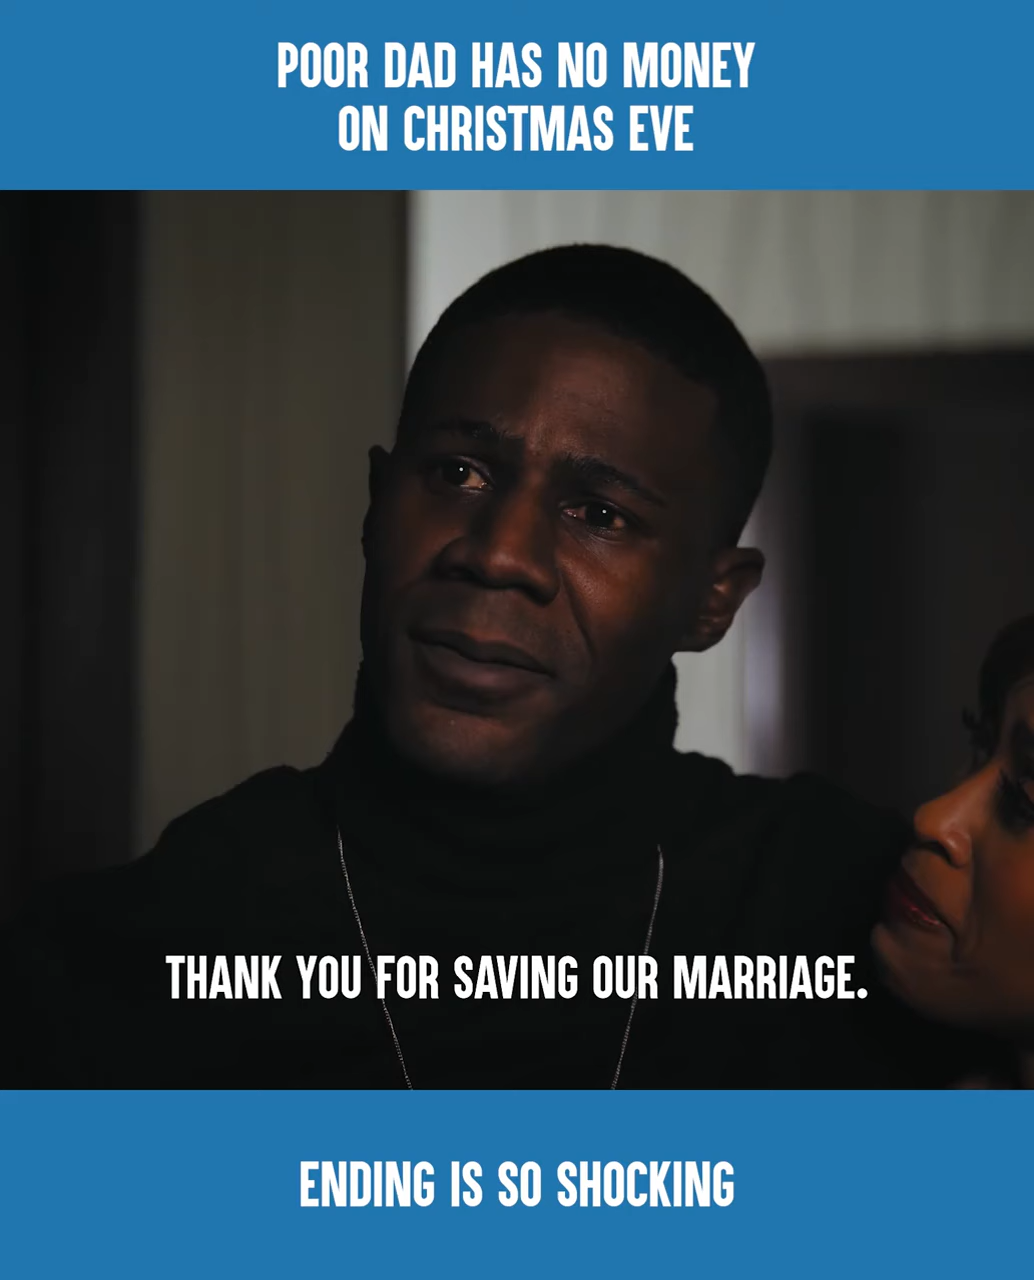 POOR DAD HAS NO MONEY
ON CHRISTMAS EVE
THANK YOU FOR SAVING OUR MARRIAGE.
ENDING IS SO SHOCKING